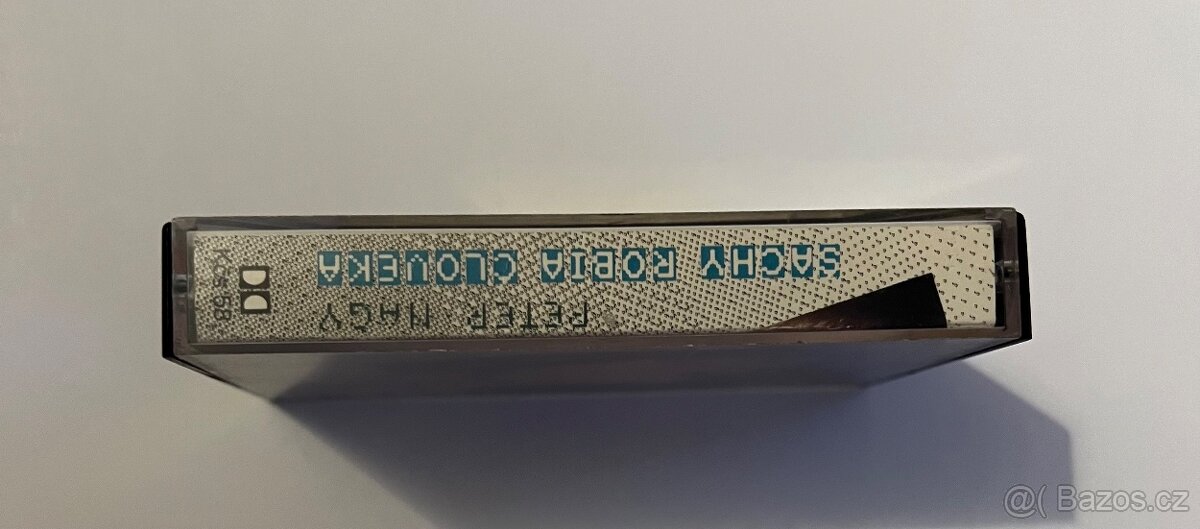 PETER NAGY
SACHY ROBIA CLOVEKA
Kčs 58,-
@( Bazos.cz